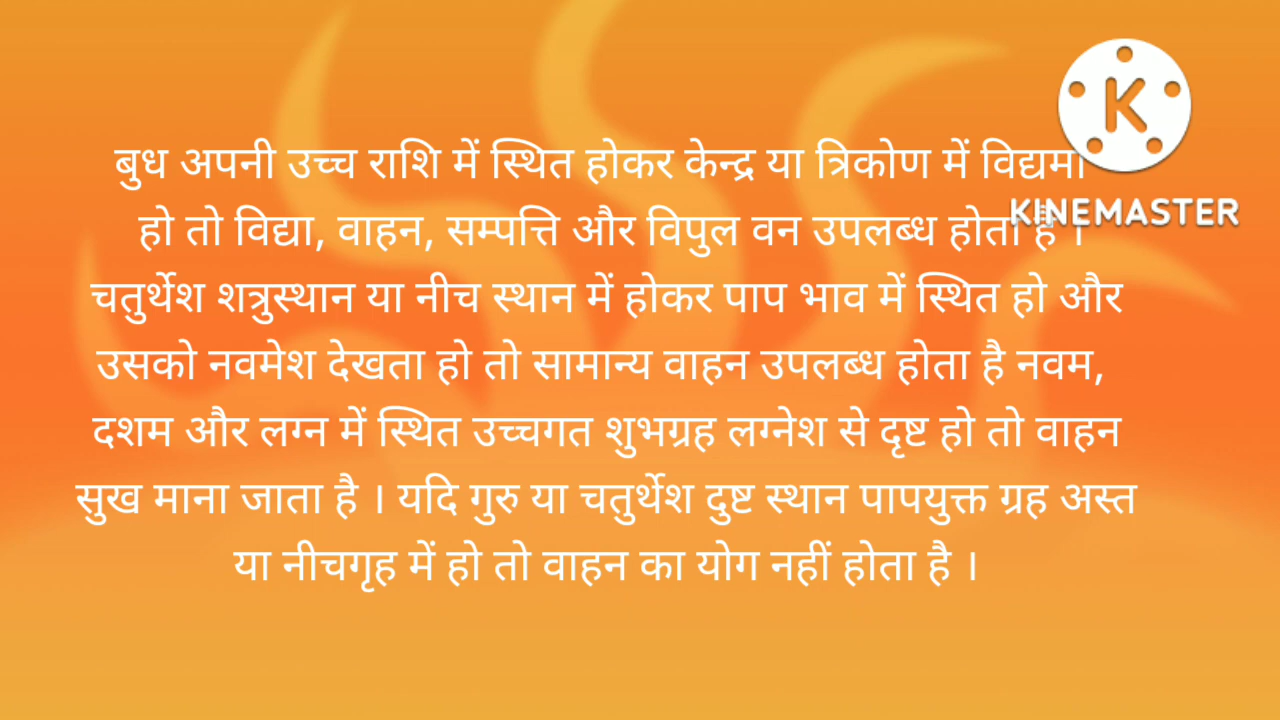 बुध अपनी उच्च राशि में स्थित होकर केन्द्र या त्रिकोण में
हो तो विद्या, वाहन, सम्पत्ति और विपुल वन उपलब्ध होता है ।
चतुर्थेश शत्रुस्थान या नीच स्थान में होकर पाप भाव में स्थित हो और
उसको नवमेश देखता हो तो सामान्य वाहन उपलब्ध होता है नवम,
दशम और लग्न में स्थित उच्चगत शुभग्रह लग्नेश से दृष्ट हो तो वाहन
सुख माना जाता है । यदि गुरु या चतुर्थेश दुष्ट स्थान पापयुक्त ग्रह अस्त
या नीचगृह में हो तो वाहन का योग नहीं होता है ।
K
KINEMASTER